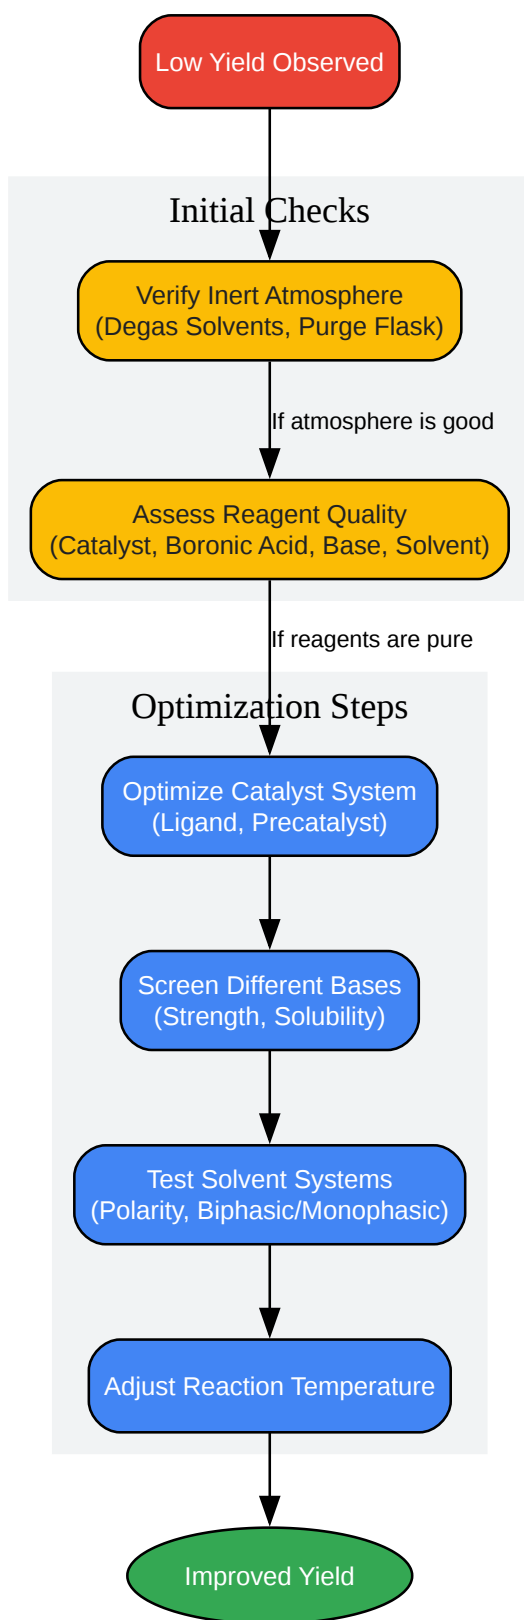 Low Yield Observed
Initial Checks
Verify Inert Atmosphere
(Degas Solvents, Purge Flask)
If atmosphere is good
Assess Reagent Quality
(Catalyst, Boronic Acid, Base, Solvent)
If reagents are pure
Optimization Steps
Optimize Catalyst System
(Ligand, Precatalyst)
Screen Different Bases
(Strength, Solubility)
Test Solvent Systems
(Polarity, Biphasic/Monophasic)
Adjust Reaction Temperature
Improved Yield